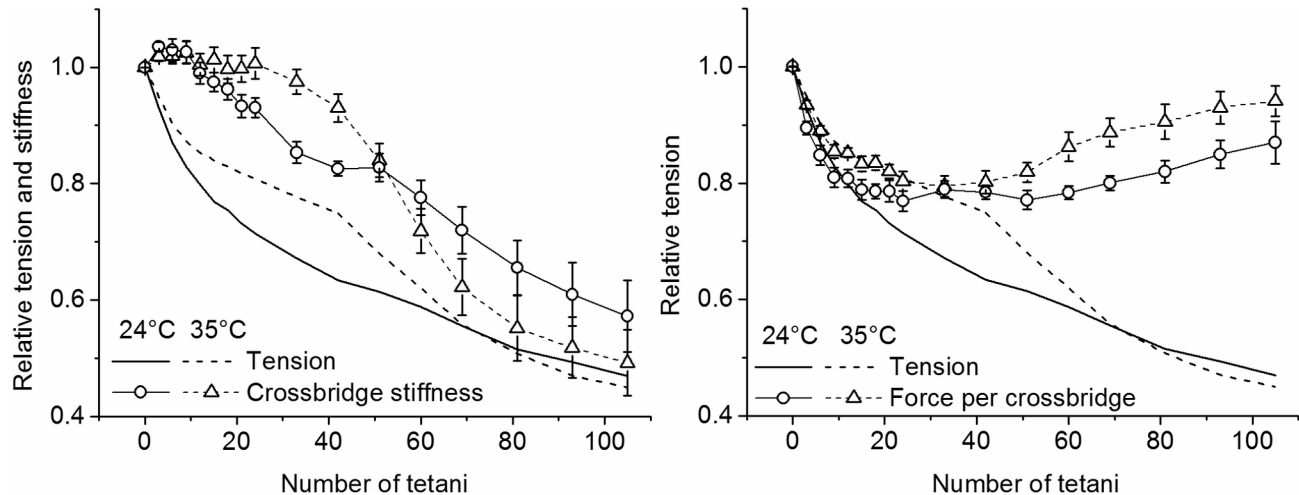 Relative tension and stiffness
1.0
0.8
0.6
0.4
24°C 35°C
Tension
Crossbridge stiffness
0 20 40 60 80 100
Number of tetani
Relative tension
1.0
0.8
0.6
0.4
24°C 35°C
Tension
Force per crossbridge
0 20 40 60 80 100
Number of tetani